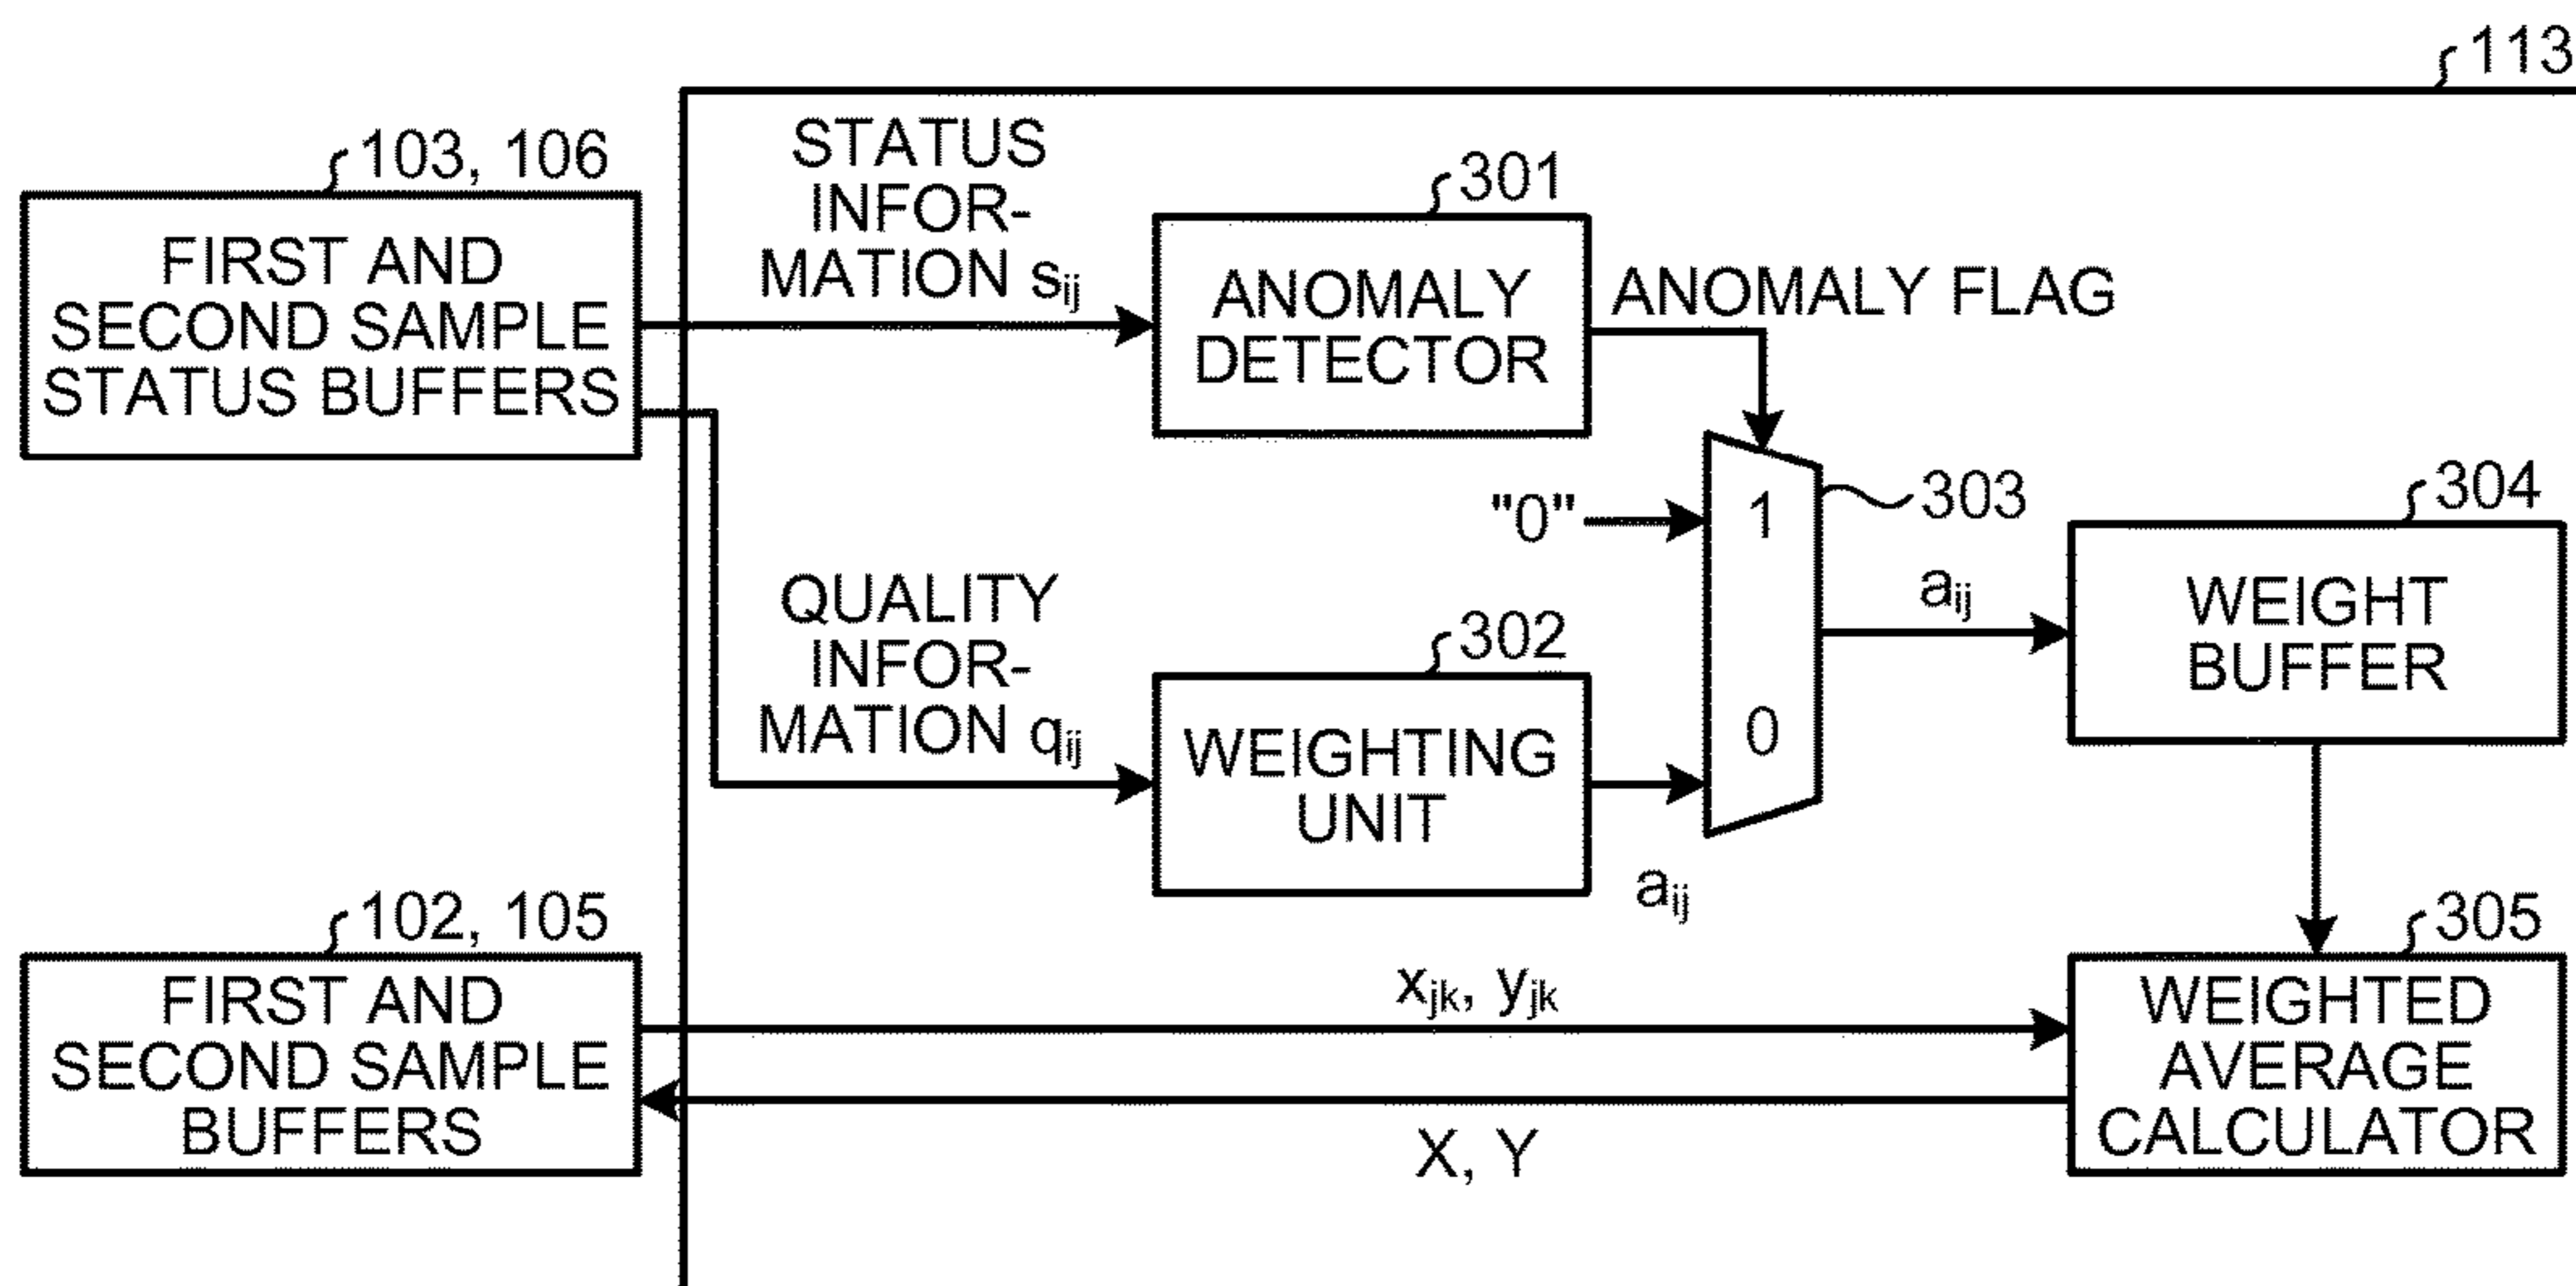 113
103, 106
FIRST AND
SECOND SAMPLE
STATUS BUFFERS
STATUS
INFOR-
MATION sij
301
ANOMALY
DETECTOR
ANOMALY FLAG
"0"
1
0
303
304
aij
WEIGHT
BUFFER
QUALITY
INFOR-
MATION qij
302
WEIGHTING
UNIT
aij
102, 105
FIRST AND
SECOND SAMPLE
BUFFERS
xjk, yjk
X, Y
305
WEIGHTED
AVERAGE
CALCULATOR